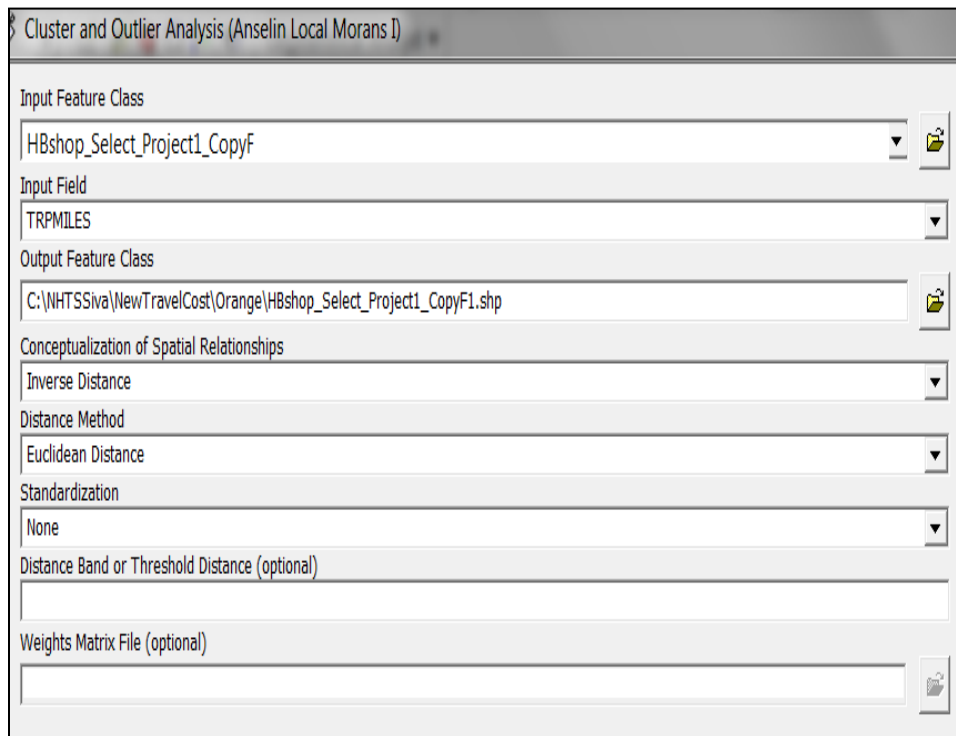 Cluster and Outlier Analysis (Anselin Local Morans I)
Input Feature Class
HBshop_Select_Project1_CopyF
Input Field
TRPMILES
Output Feature Class
C:\NHTSSiva\NewTravelCost\Orange\HBshop_Select_Project1_CopyF1.shp
Conceptualization of Spatial Relationships
Inverse Distance
Distance Method
Euclidean Distance
Standardization
None
Distance Band or Threshold Distance (optional)
Weights Matrix File (optional)